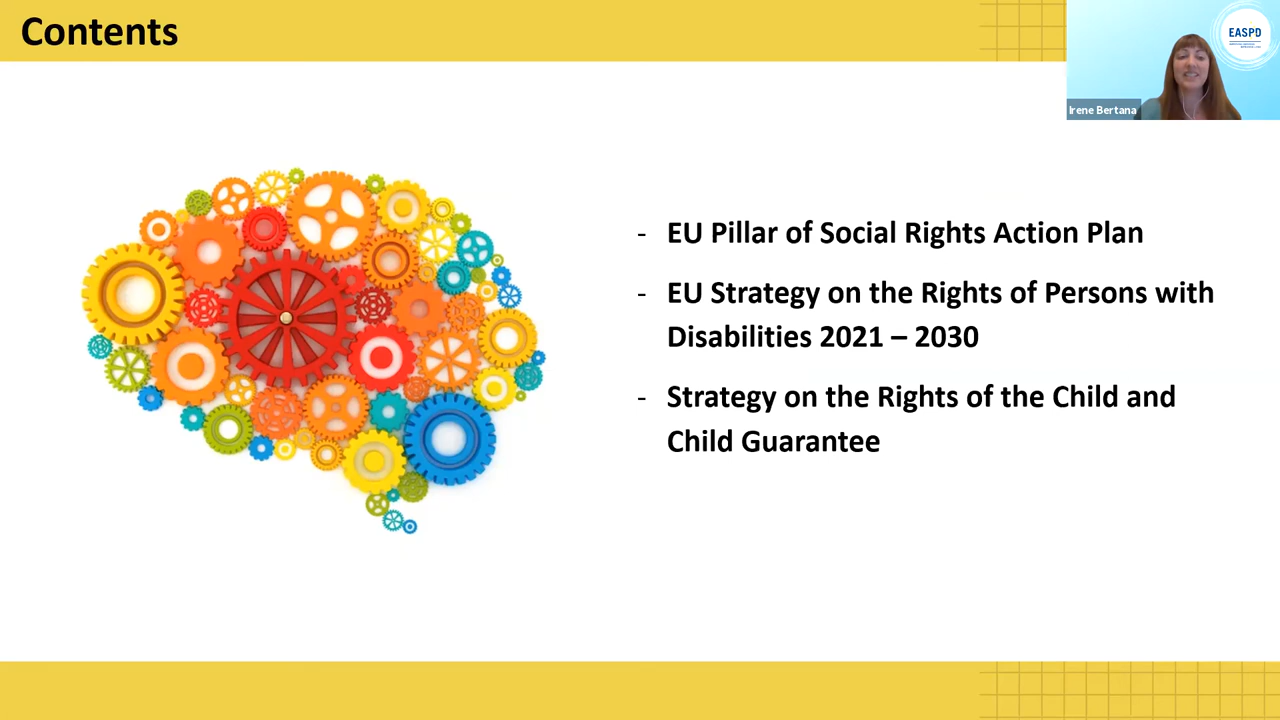 Contents
EASPD
Irene Bertana
- EU Pillar of Social Rights Action Plan
- EU Strategy on the Rights of Persons with
Disabilities 2021 – 2030
- Strategy on the Rights of the Child and
Child Guarantee